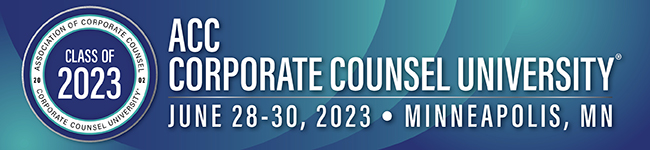 ASSOCIATION OF CORPORATE COUNSEL
CLASS OF
2023
20 02
CORPORATE COUNSEL UNIVERSITY®
ACC
CORPORATE COUNSEL UNIVERSITY®
JUNE 28-30, 2023 • MINNEAPOLIS, MN